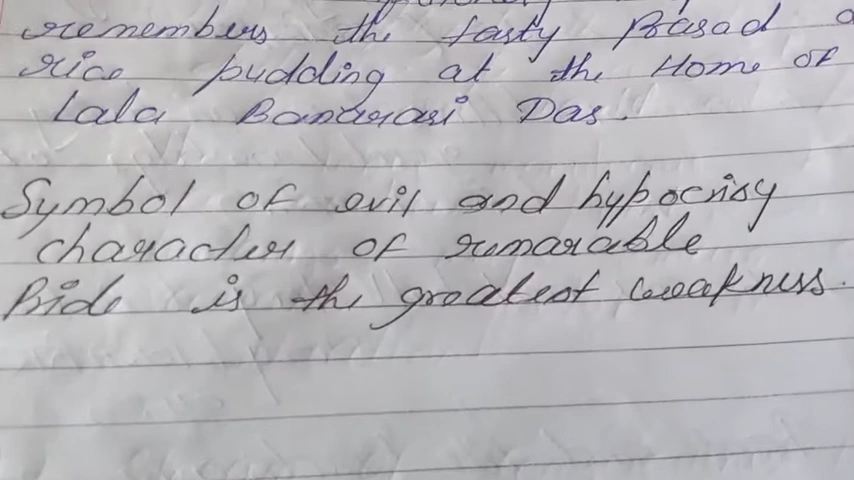 remembers the tasty Prasad
rice pudding at the Home of
Lala Banarasi Das.
Symbol of evil and hypocrisy
character of remarable
Pride is the greatest weakness.